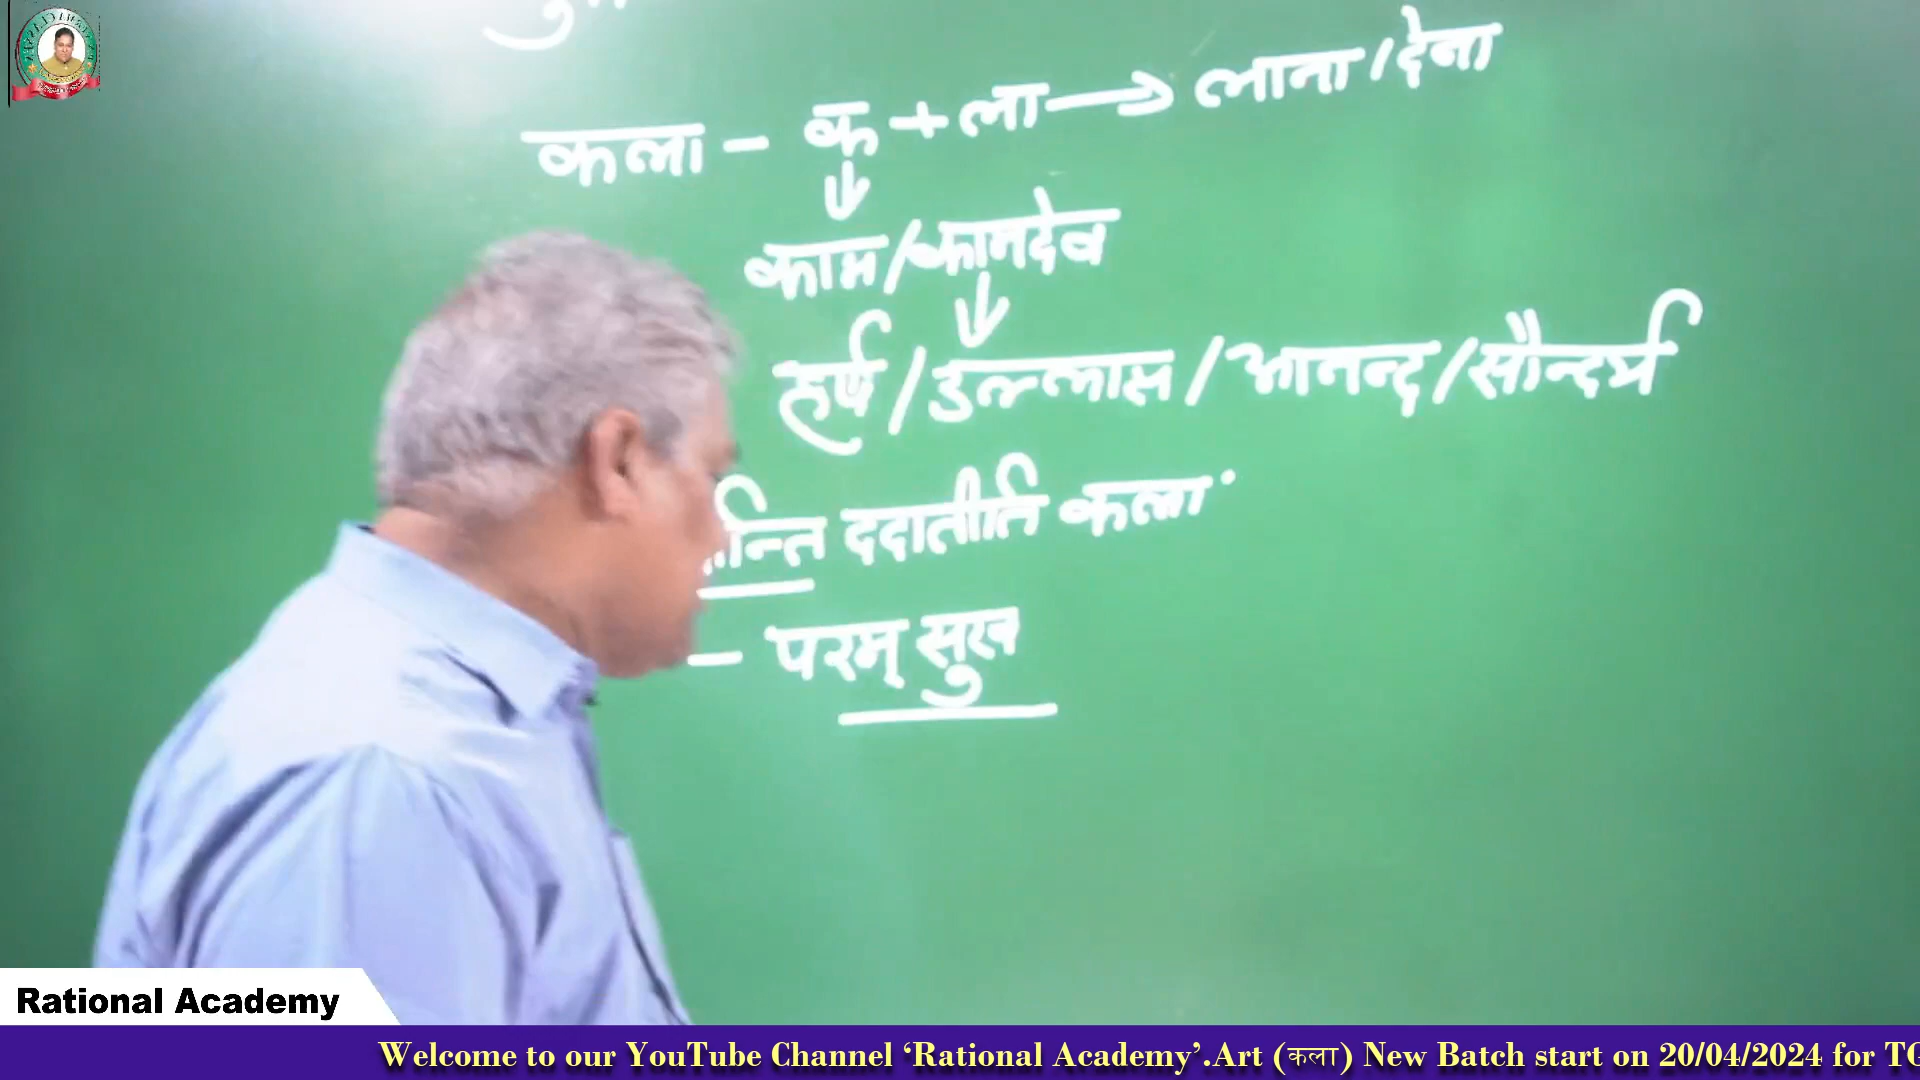 कला - क + ला → लाना / देना
काम / कामदेव
हर्ष / उल्लास / आनन्द / सौन्दर्य
ददातीति कला
- परम् सुख
Rational Academy
Welcome to our YouTube Channel ‘Rational Academy’.Art (कला) New Batch start on 20/04/2024 for